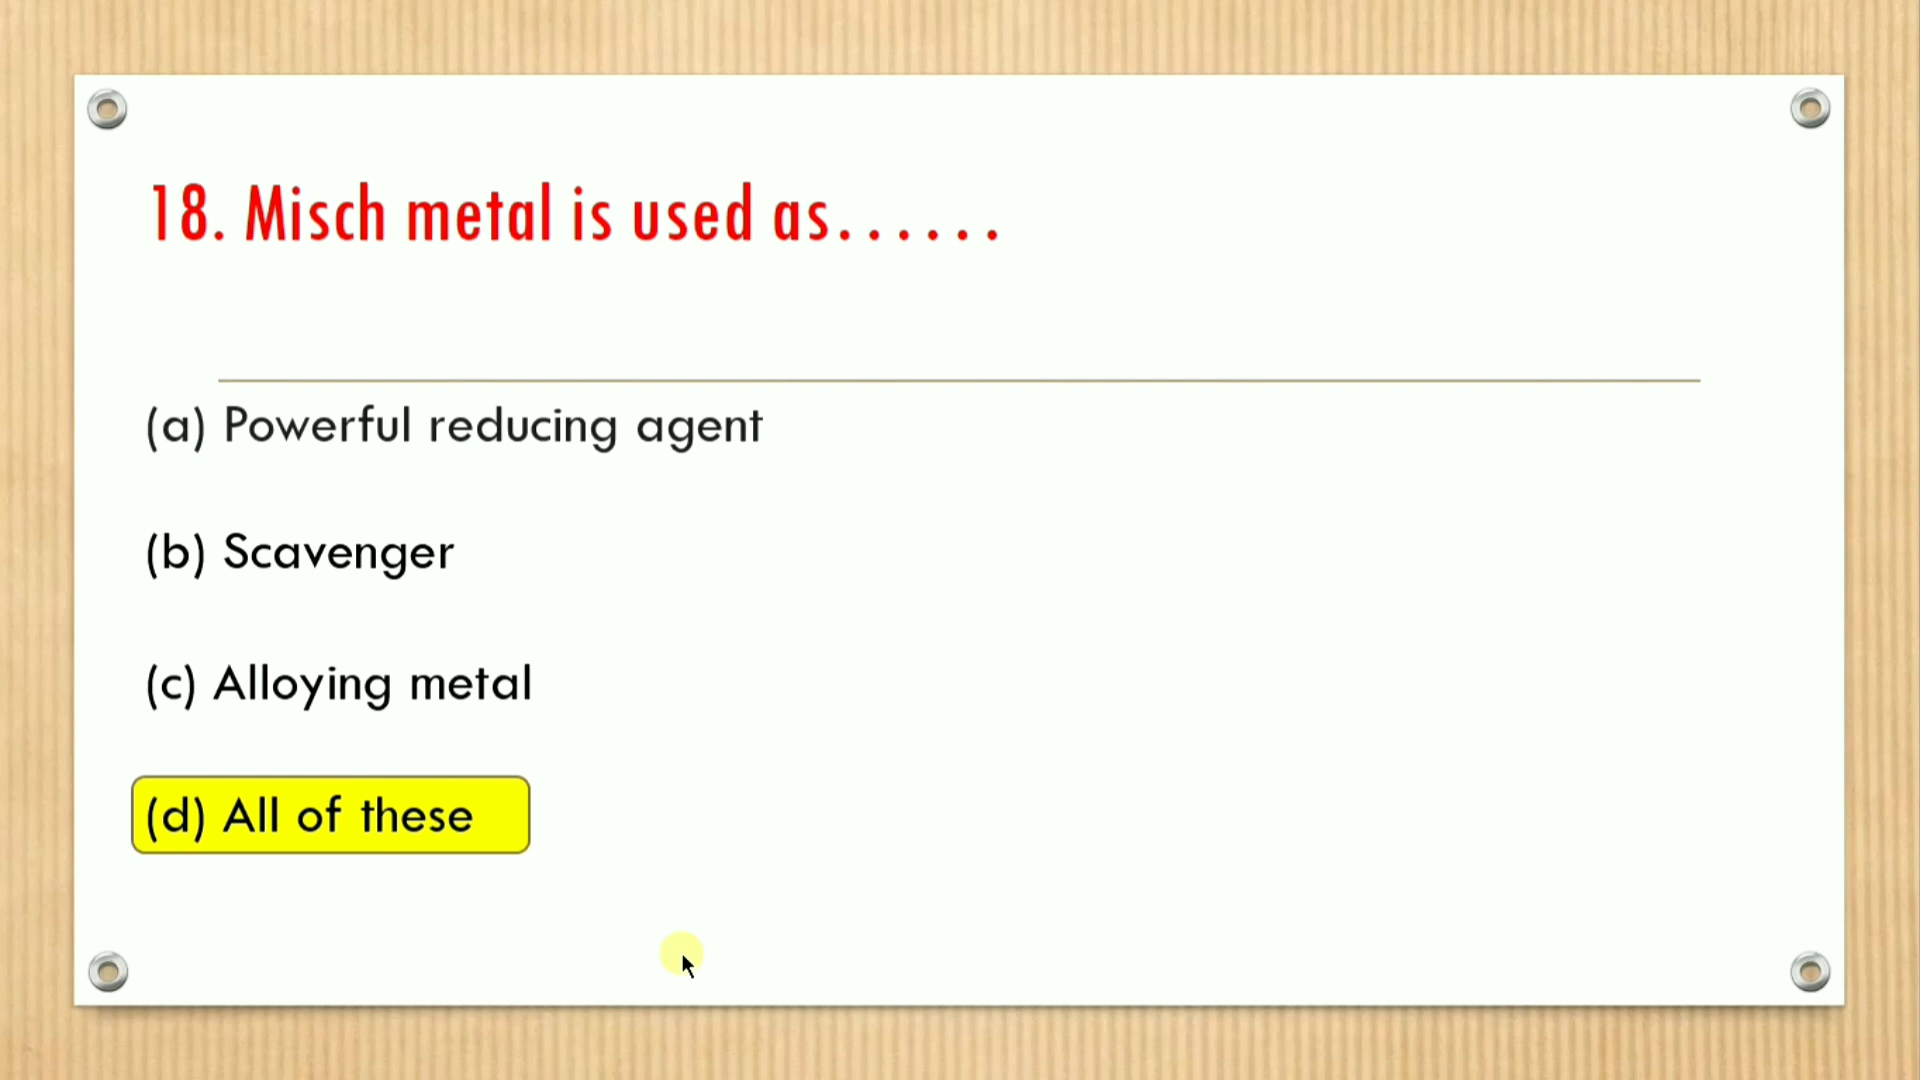 18. Misch metal is used as......
(a) Powerful reducing agent
(b) Scavenger
(c) Alloying metal
(d) All of these